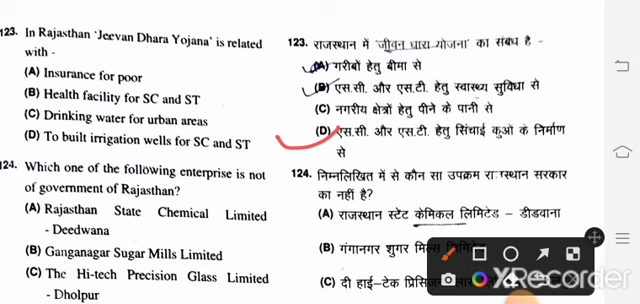 123. In Rajasthan 'Jeevan Dhara Yojana' is related
with -
(A) Insurance for poor
(B) Health facility for SC and ST
(C) Drinking water for urban areas
(D) To built irrigation wells for SC and ST
124. Which one of the following enterprise is not
of government of Rajasthan?
(A) Rajasthan State Chemical Limited
- Deedwana
(B) Ganganagar Sugar Mills Limited
(C) The Hi-tech Precision Glass Limited
- Dholpur
123. राजस्थान में 'जीवन धारा योजना' का संबंध है -
(A) गरीबों हेतु बीमा से
(B) एस.सी. और एस.टी. हेतु स्वास्थ्य सुविधा से
(C) नगरीय क्षेत्रों हेतु पीने के पानी से
(D) एस.सी. और एस.टी. हेतु सिंचाई कुओं के निर्माण
से
124. निम्नलिखित में से कौन सा उपक्रम राजस्थान सरकार
का नहीं है?
(A) राजस्थान स्टेट केमिकल लिमिटेड - डीडवाना
(B) गंगानगर शुगर मिल्स लिमिटेड
(C) दी हाई-टेक प्रिसिजन
XRecorder